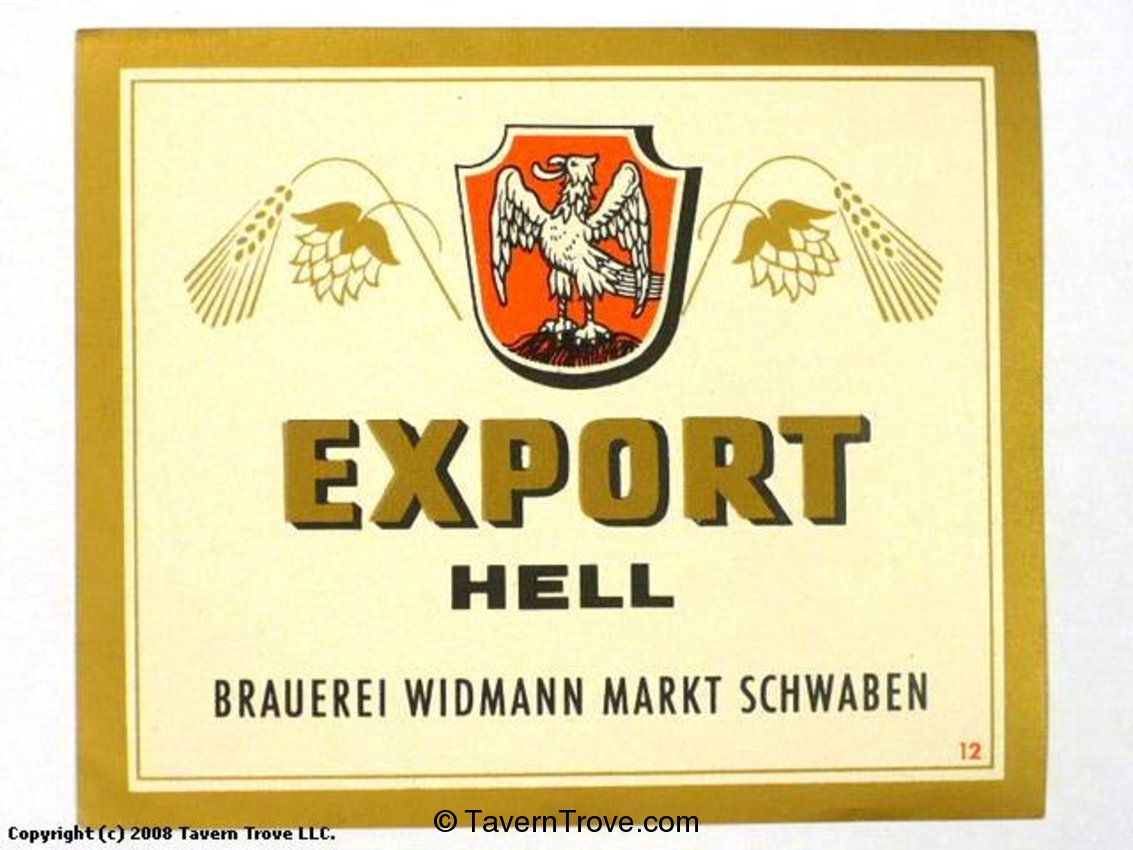 EXPORT
HELL
BRAUEREI WIDMANN MARKT SCHWABEN
12
Copyright (c) 2008 Tavern Trove LLC.
© TavernTrove.com